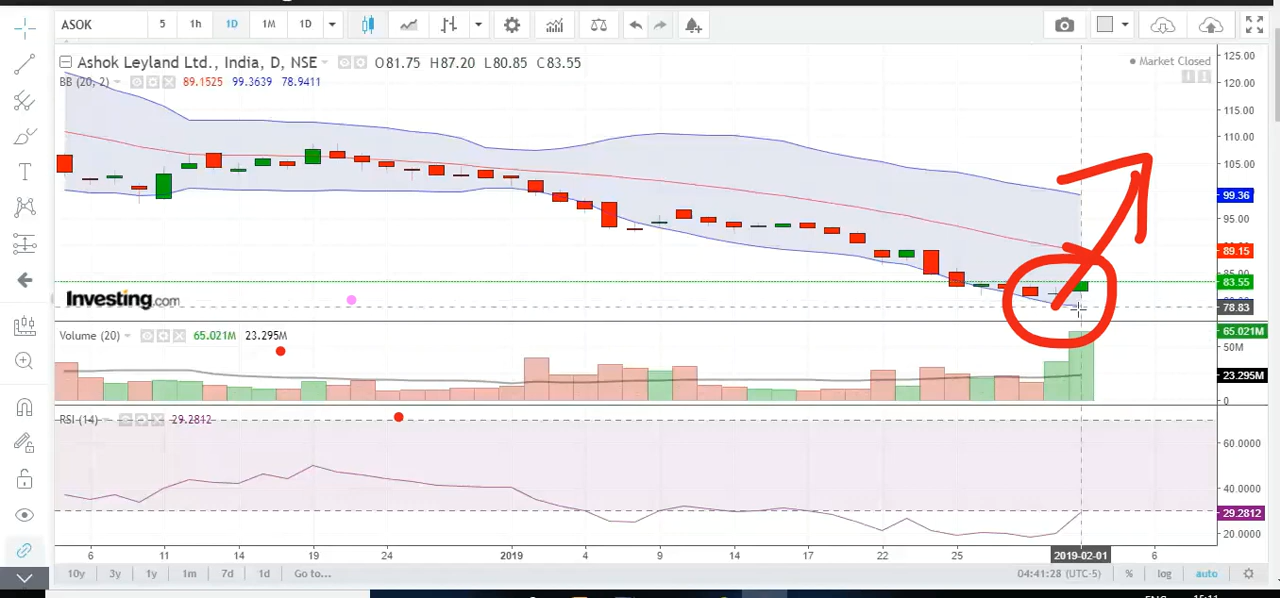 ASOK 5 1h 1D 1M 1D
Ashok Leyland Ltd., India, D, NSE O81.75 H87.20 L80.85 C83.55
Market Closed
BB (20, 2) 89.1525 99.3639 78.9411
125.00
120.00
115.00
110.00
105.00
99.36
95.00
89.15
83.55
78.83
Investing.com
Volume (20) 65.021M 23.295M
65.021M
50M
23.295M
0
RSI (14) 29.2812
60.0000
40.0000
29.2812
20.0000
6 11 14 19 24 2019 4 9 14 17 22 25 2019-02-01 6
10y 3y 1y 1m 7d 1d Go to... 04:41:28 (UTC-5) % log auto